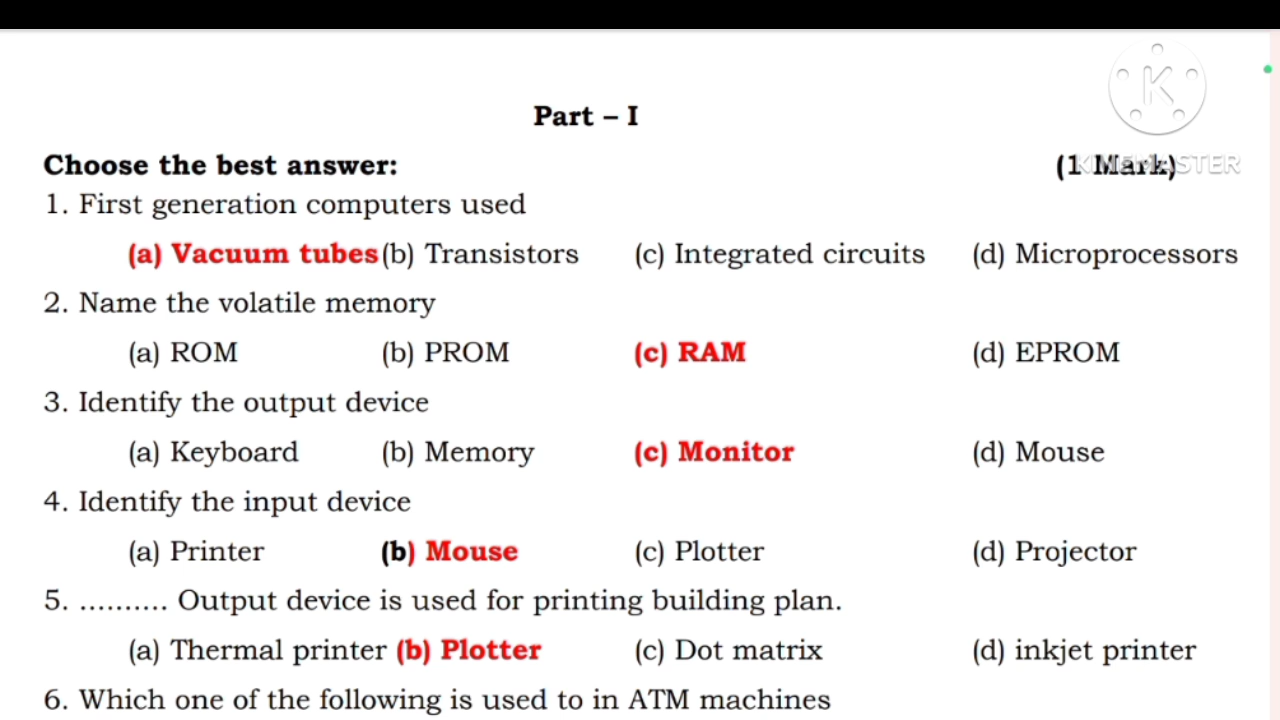 Part – I
Choose the best answer: (1 Mark)
KINEMASTER
1. First generation computers used
(a) Vacuum tubes (b) Transistors (c) Integrated circuits (d) Microprocessors
2. Name the volatile memory
(a) ROM (b) PROM (c) RAM (d) EPROM
3. Identify the output device
(a) Keyboard (b) Memory (c) Monitor (d) Mouse
4. Identify the input device
(a) Printer (b) Mouse (c) Plotter (d) Projector
5. .......... Output device is used for printing building plan.
(a) Thermal printer (b) Plotter (c) Dot matrix (d) inkjet printer
6. Which one of the following is used to in ATM machines